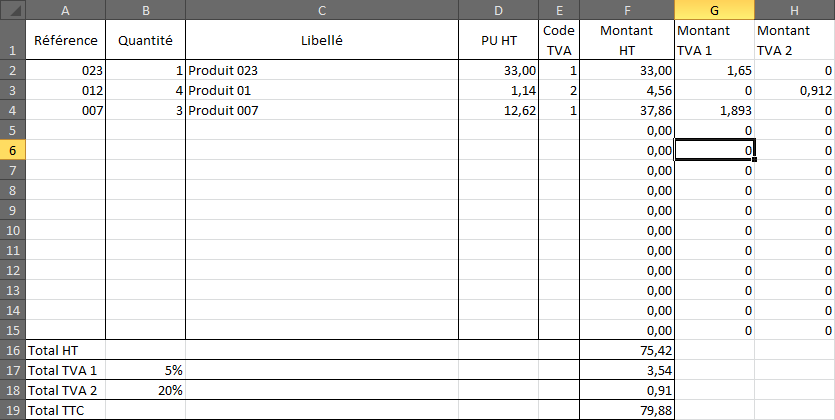 A B C D E F G H
1 Référence Quantité Libellé PU HT Code TVA Montant HT Montant TVA 1 Montant TVA 2
2 023 1 Produit 023 33,00 1 33,00 1,65 0
3 012 4 Produit 01 1,14 2 4,56 0 0,912
4 007 3 Produit 007 12,62 1 37,86 1,893 0
5 0,00 0 0
6 0,00 0 0
7 0,00 0 0
8 0,00 0 0
9 0,00 0 0
10 0,00 0 0
11 0,00 0 0
12 0,00 0 0
13 0,00 0 0
14 0,00 0 0
15 0,00 0 0
16 Total HT 75,42
17 Total TVA 1 5% 3,54
18 Total TVA 2 20% 0,91
19 Total TTC 79,88